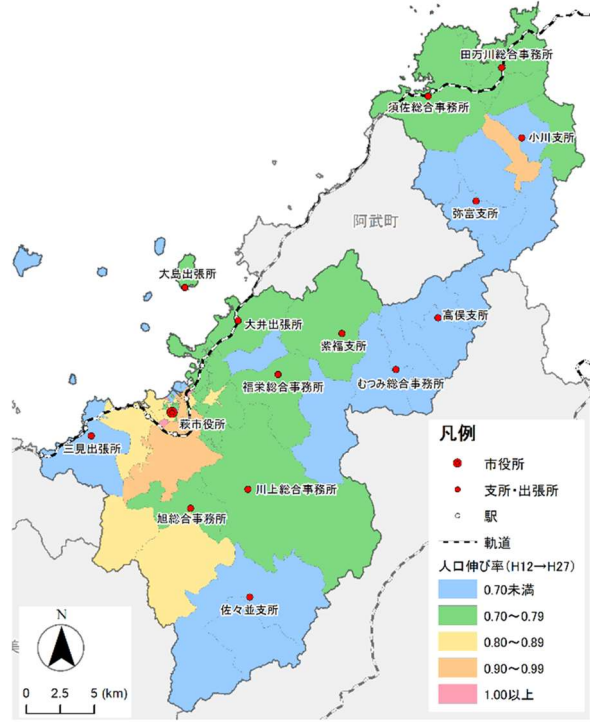 田万川総合事務所
須佐総合事務所
小川支所
弥富支所
阿武町
大島出張所
大井出張所
高俣支所
紫福支所
福栄総合事務所
むつみ総合事務所
萩市役所
三見出張所
川上総合事務所
旭総合事務所
佐々並支所
凡例
市役所
支所・出張所
駅
軌道
人口伸び率(H12→H27)
0.70未満
0.70~0.79
0.80~0.89
0.90~0.99
1.00以上
N
0 2.5 5 (km)